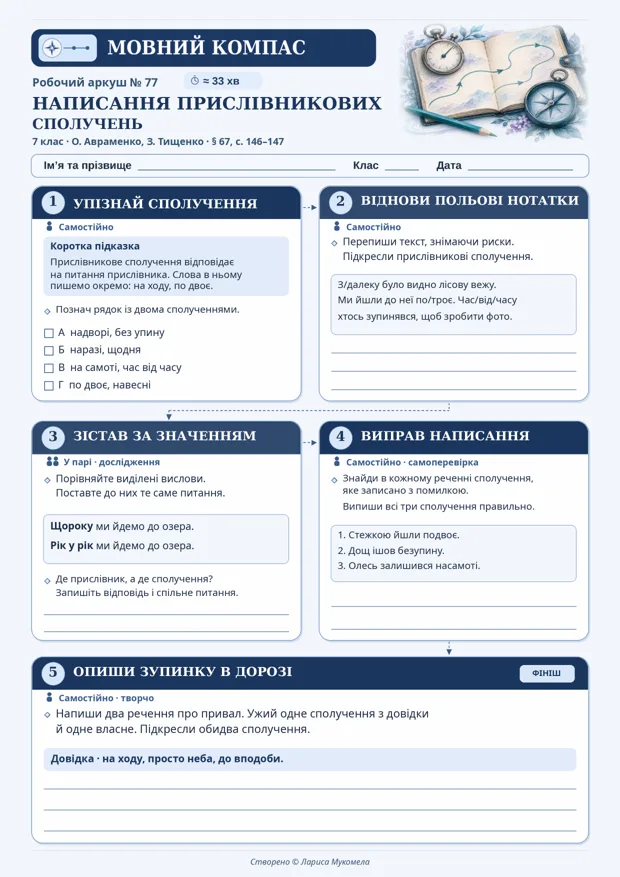 МОВНИЙ КОМПАС
Робочий аркуш № 77
≈ 33 хв
НАПИСАННЯ ПРИСЛІВНИКОВИХ
СПОЛУЧЕНЬ
7 клас · О. Авраменко, З. Тищенко · § 67, с. 146–147
Ім’я та прізвище
Клас
Дата
1 УПІЗНАЙ СПОЛУЧЕННЯ
Самостійно
Коротка підказка
Прислівникове сполучення відповідає
на питання прислівника. Слова в ньому
пишемо окремо: на ходу, по двоє.
Познач рядок із двома сполученнями.
А надворі, без упину
Б наразі, щодня
В на самоті, час від часу
Г по двоє, навесні
2 ВІДНОВИ ПОЛЬОВІ НОТАТКИ
Самостійно
Перепиши текст, знімаючи риски.
Підкресли прислівникові сполучення.
З/далеку було видно лісову вежу.
Ми йшли до неї по/троє. Час/від/часу
хтось зупинявся, щоб зробити фото.
3 ЗІСТАВ ЗА ЗНАЧЕННЯМ
У парі · дослідження
Порівняйте виділені вислови.
Поставте до них те саме питання.
Щороку ми йдемо до озера.
Рік у рік ми йдемо до озера.
Де прислівник, а де сполучення?
Запишіть відповідь і спільне питання.
4 ВИПРАВ НАПИСАННЯ
Самостійно · самоперевірка
Знайди в кожному реченні сполучення,
яке записано з помилкою.
Випиши всі три сполучення правильно.
1. Стежкою йшли подвоє.
2. Дощ ішов безупину.
3. Олесь залишився насамоті.
5 ОПИШИ ЗУПИНКУ В ДОРОЗІ
ФІНІШ
Самостійно · творчо
Напиши два речення про привал. Ужий одне сполучення з довідки
й одне власне. Підкресли обидва сполучення.
Довідка · на ходу, просто неба, до вподоби.
Створено © Лариса Мукомела